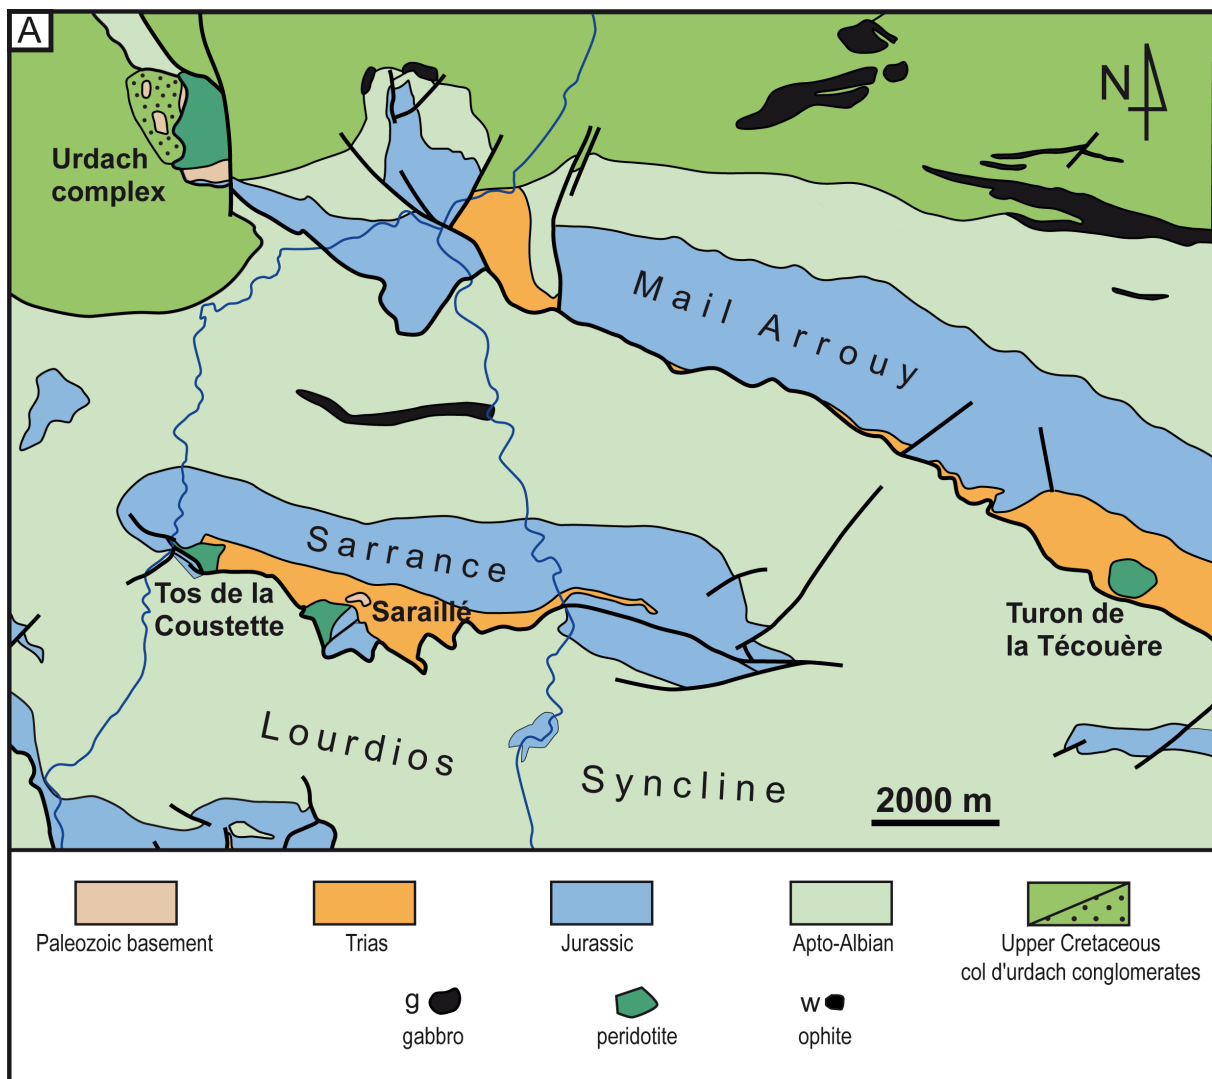 A
N
Urdach
complex
Mail Arrouy
Sarrance
Tos de la
Coustette
Saraillé
Turon de
la Técouère
Lourdios
Syncline
2000 m
Paleozoic basement
Trias
Jurassic
Apto-Albian
Upper Cretaceous
col d'urdach conglomerates
g
gabbro
peridotite
w
ophite